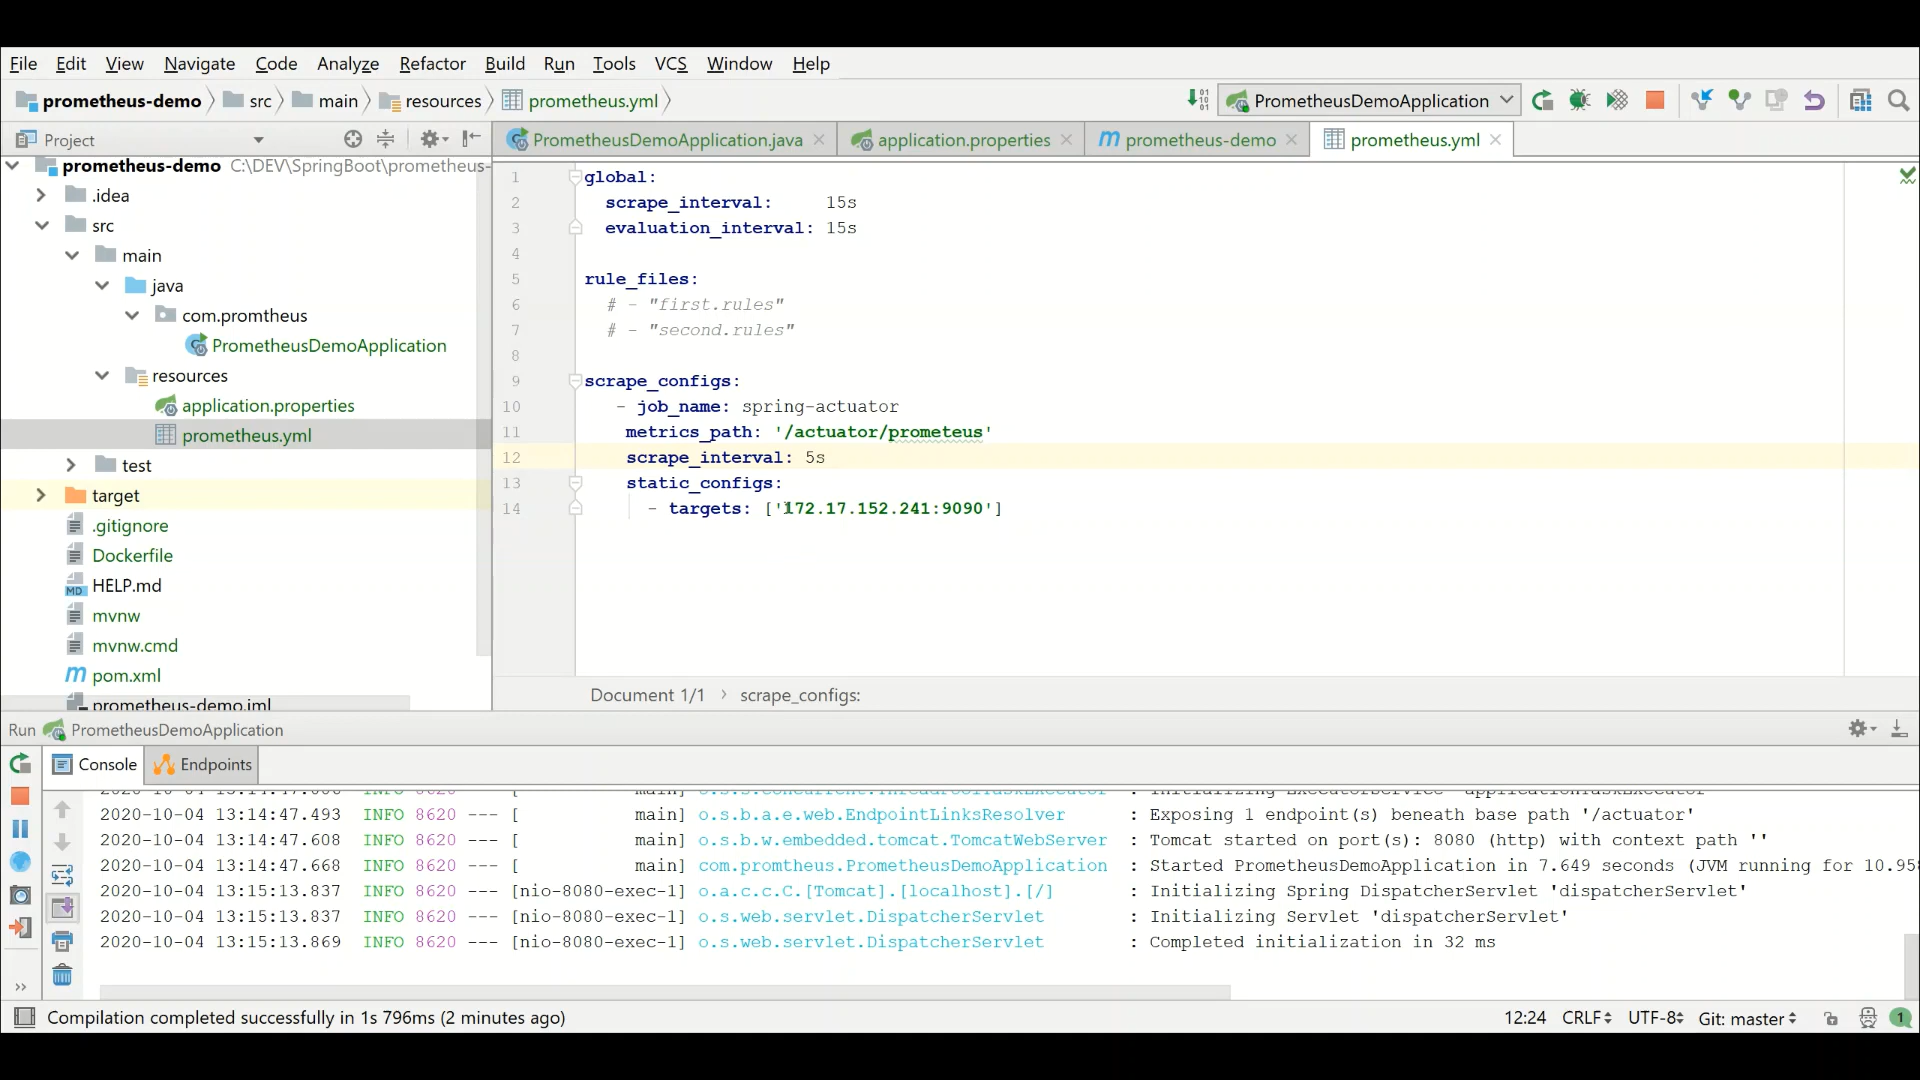 File Edit View Navigate Code Analyze Refactor Build Run Tools VCS Window Help
prometheus-demo src main resources prometheus.yml PrometheusDemoApplication
Project PrometheusDemoApplication.java application.properties prometheus-demo prometheus.yml
prometheus-demo C:\DEV\SpringBoot\prometheus-
.idea
src
main
java
com.promtheus
PrometheusDemoApplication
resources
application.properties
prometheus.yml
test
target
.gitignore
Dockerfile
MD HELP.md
mvnw
mvnw.cmd
m pom.xml
prometheus-demo.iml
1 global:
2 scrape_interval: 15s
3 evaluation_interval: 15s
4
5 rule_files:
6 # - "first.rules"
7 # - "second.rules"
8
9 scrape_configs:
10 - job_name: spring-actuator
11 metrics_path: '/actuator/prometeus'
12 scrape_interval: 5s
13 static_configs:
14 - targets: ['172.17.152.241:9090']
Document 1/1 › scrape_configs:
Run PrometheusDemoApplication
Console Endpoints
2020-10-04 13:14:47.493 INFO 8620 --- [ main] o.s.b.a.e.web.EndpointLinksResolver : Exposing 1 endpoint(s) beneath base path '/actuator'
2020-10-04 13:14:47.608 INFO 8620 --- [ main] o.s.b.w.embedded.tomcat.TomcatWebServer : Tomcat started on port(s): 8080 (http) with context path ''
2020-10-04 13:14:47.668 INFO 8620 --- [ main] com.promtheus.PrometheusDemoApplication : Started PrometheusDemoApplication in 7.649 seconds (JVM running for 10.958
2020-10-04 13:15:13.837 INFO 8620 --- [nio-8080-exec-1] o.a.c.c.C.[Tomcat].[localhost].[/] : Initializing Spring DispatcherServlet 'dispatcherServlet'
2020-10-04 13:15:13.837 INFO 8620 --- [nio-8080-exec-1] o.s.web.servlet.DispatcherServlet : Initializing Servlet 'dispatcherServlet'
2020-10-04 13:15:13.869 INFO 8620 --- [nio-8080-exec-1] o.s.web.servlet.DispatcherServlet : Completed initialization in 32 ms
Compilation completed successfully in 1s 796ms (2 minutes ago) 12:24 CRLF UTF-8 Git: master 1